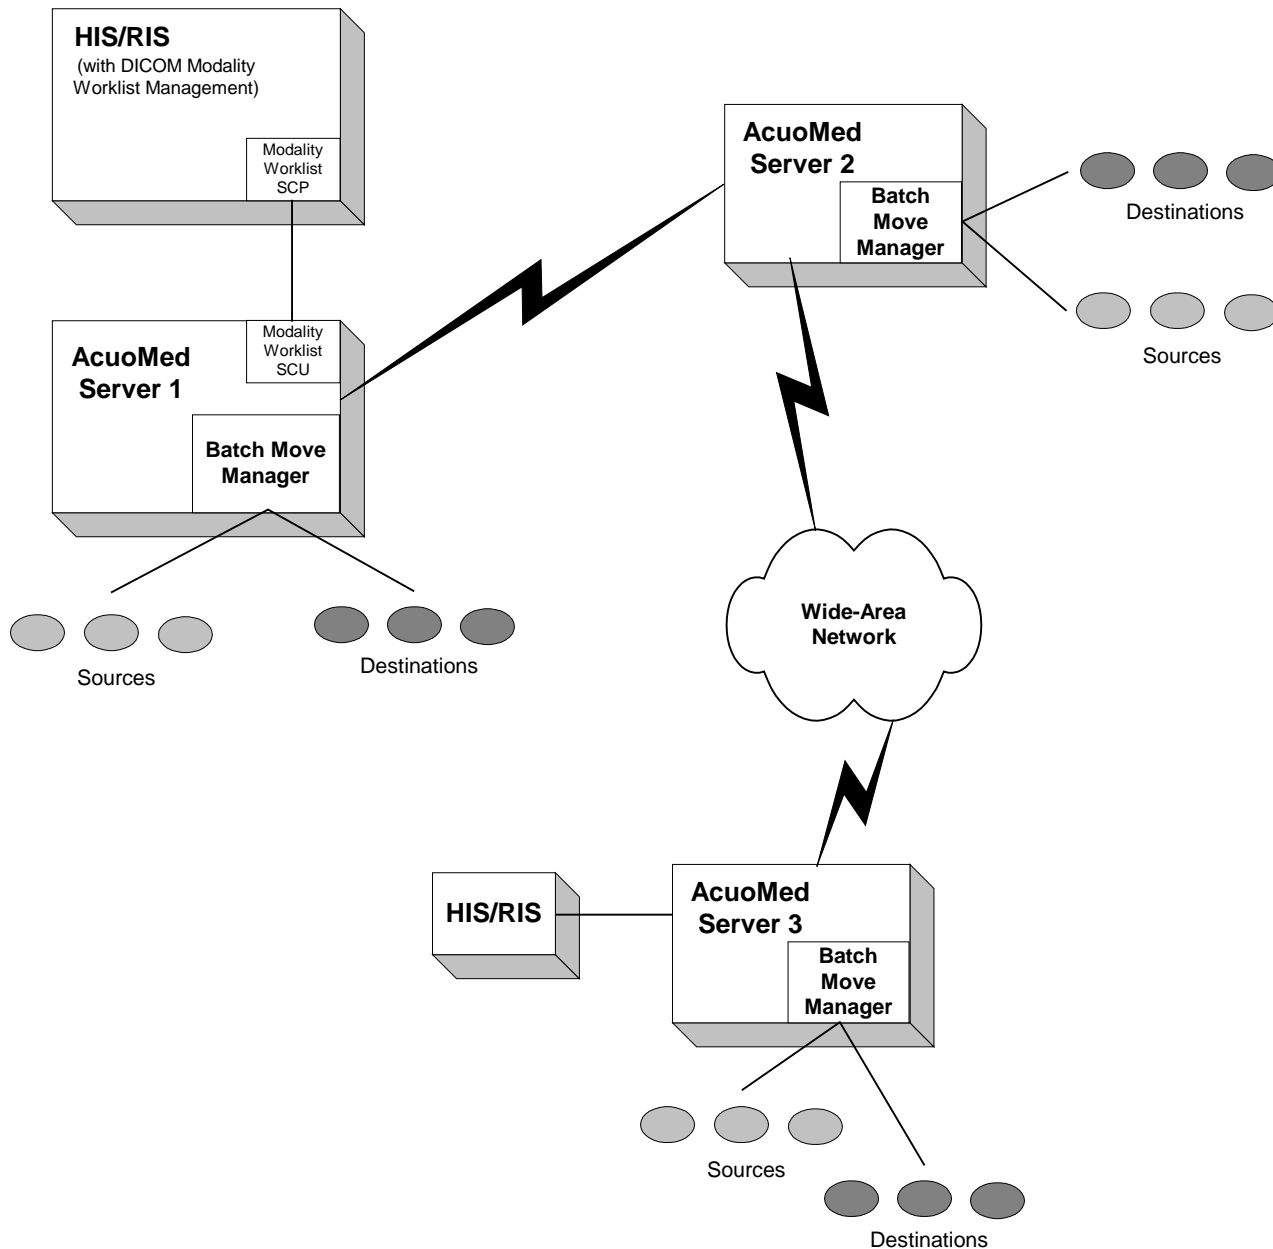 HIS/RIS
(with DICOM Modality
Worklist Management)
Modality
Worklist
SCP
AcuoMed
Server 2
Batch
Move
Manager
Destinations
Sources
Modality
Worklist
SCU
AcuoMed
Server 1
Batch Move
Manager
Sources
Destinations
Wide-Area
Network
HIS/RIS
AcuoMed
Server 3
Batch
Move
Manager
Sources
Destinations